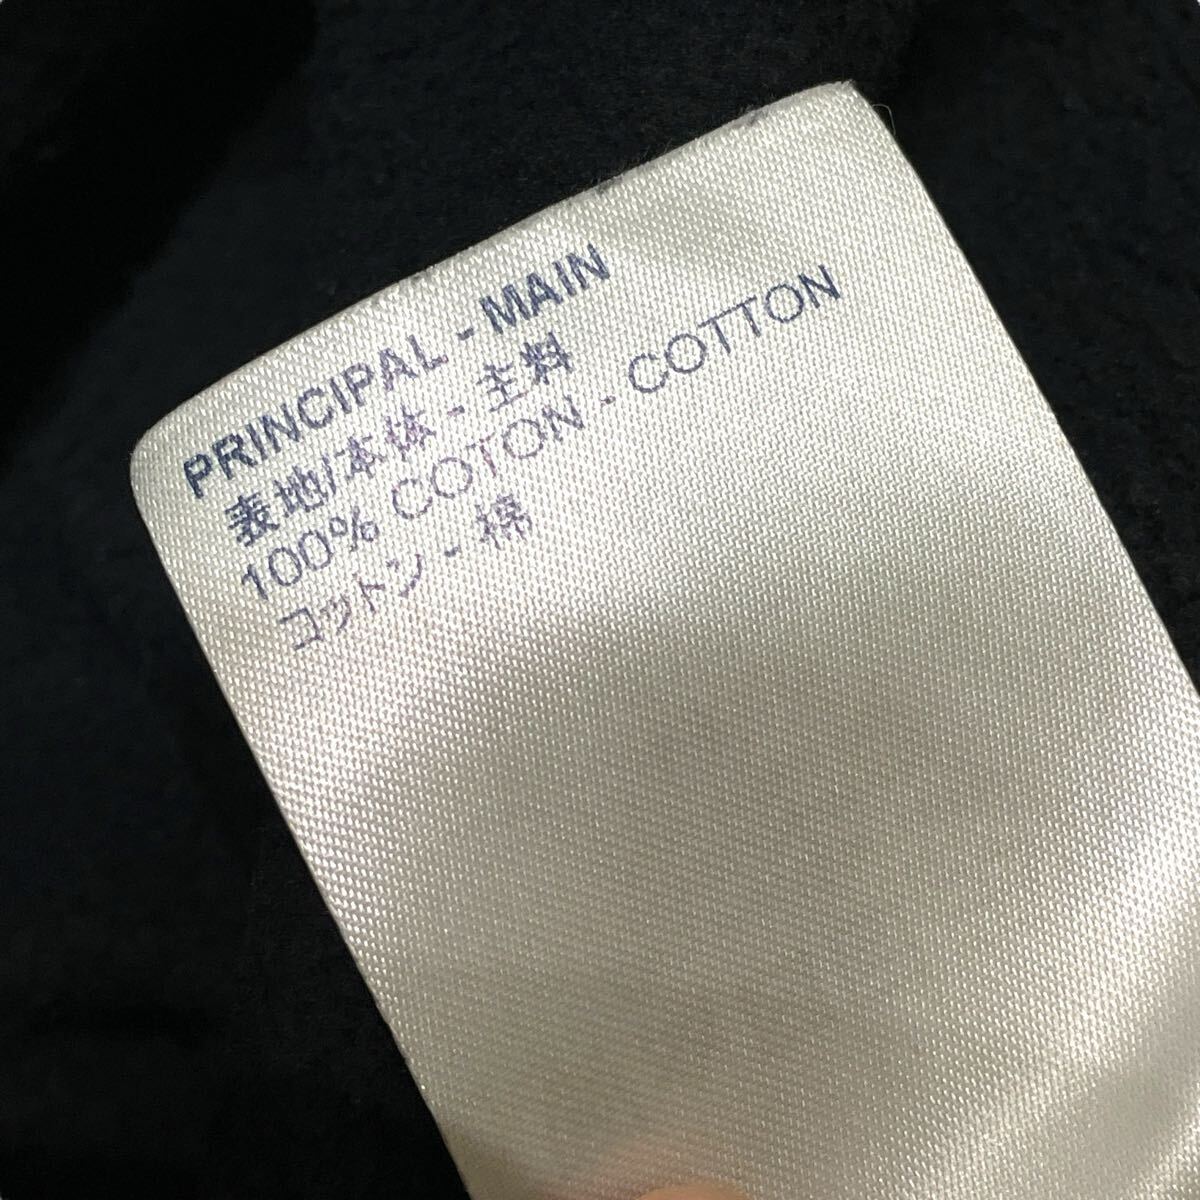 PRINCIPAL - MAIN
表地/本体 - 主料
100% COTON - COTTON
コットン - 棉